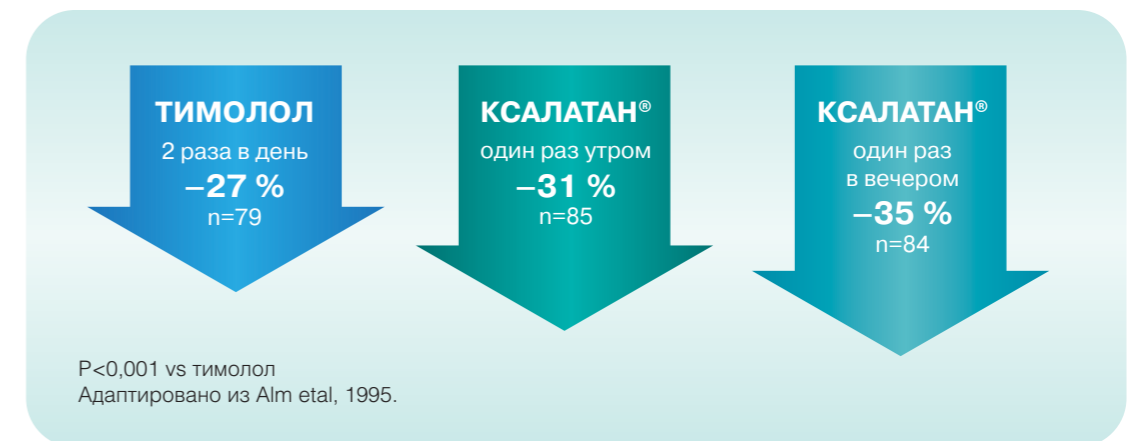 ТИМОЛОЛ
2 раза в день
–27 %
n=79
КСАЛАТАН®
один раз утром
–31 %
n=85
КСАЛАТАН®
один раз
в вечером
–35 %
n=84
P<0,001 vs тимолол
Адаптировано из Alm etal, 1995.